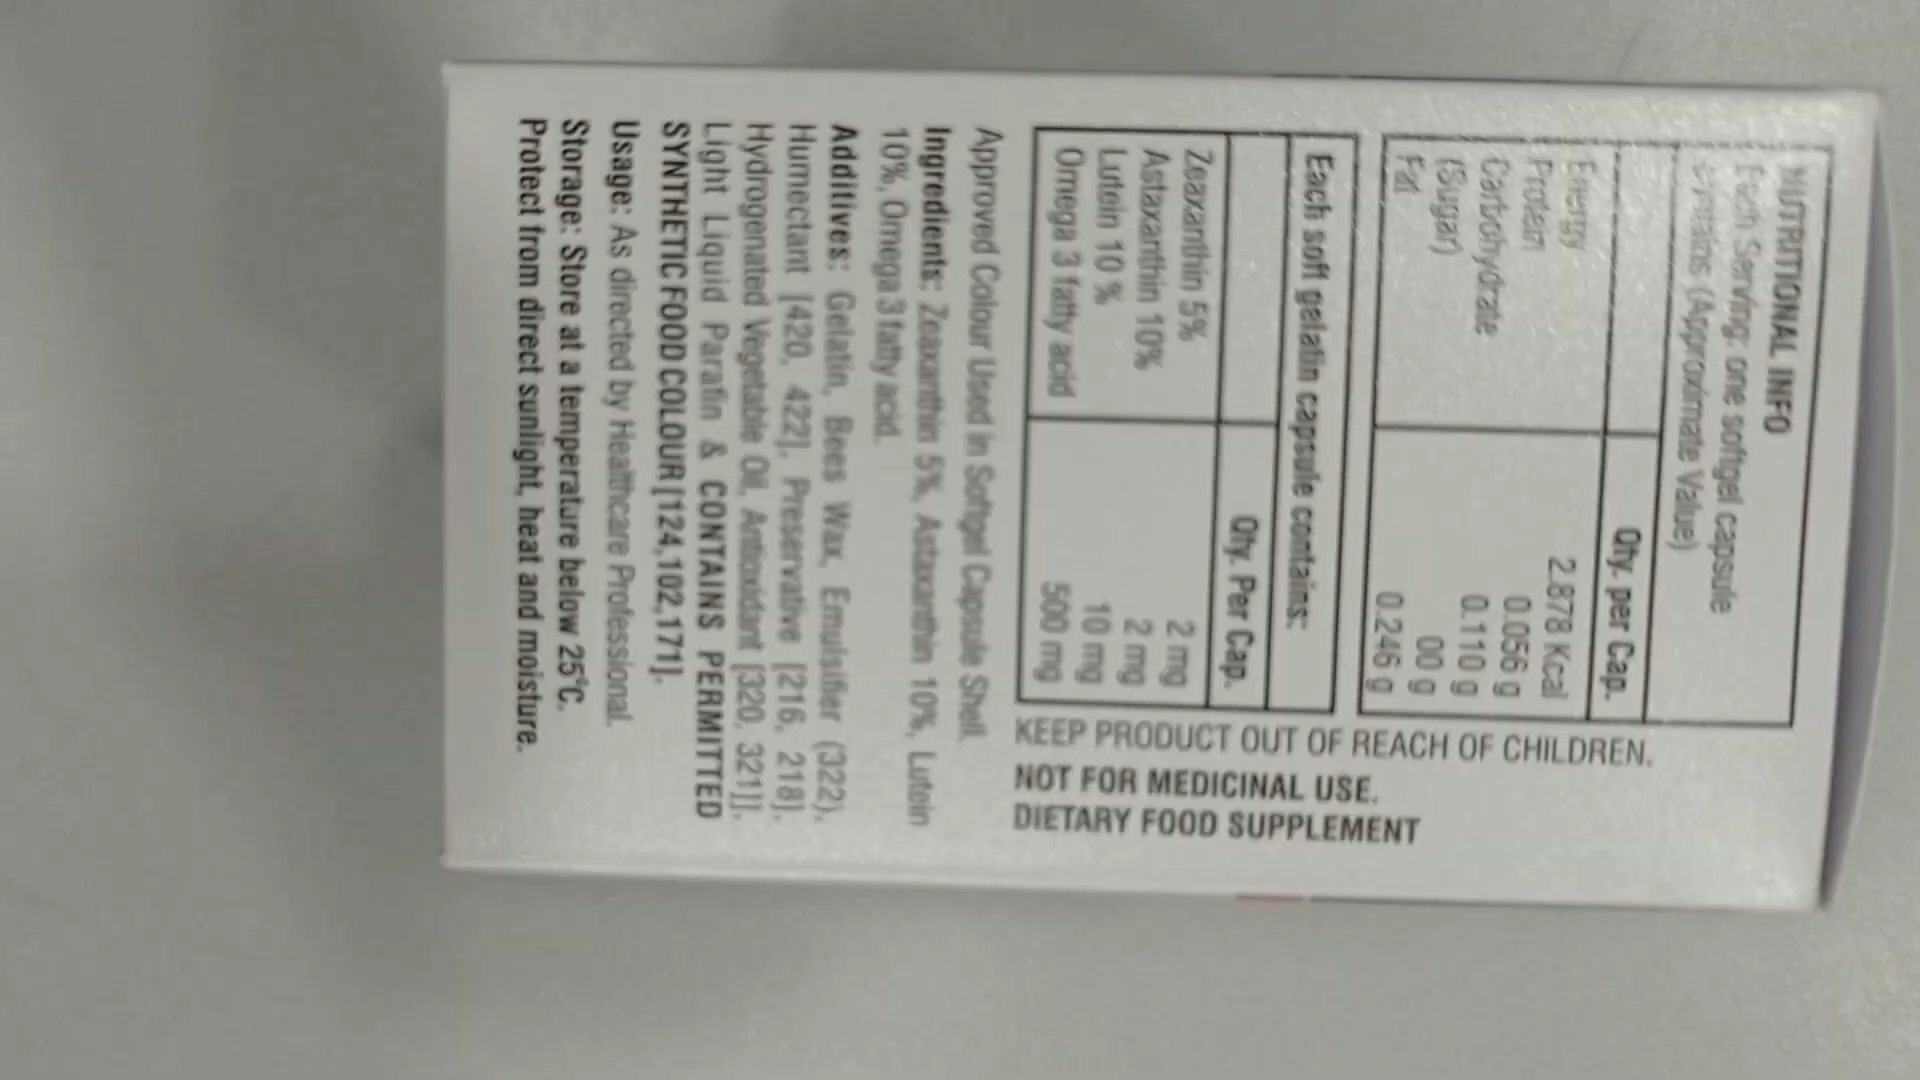 NUTRITIONAL INFO
Each Serving: one softgel capsule
contains (Approximate Value)
Qty. per Cap.
Energy 2.878 Kcal
Protein 0.056 g
Carbohydrate 0.110 g
(Sugar) 00 g
Fat 0.246 g
Each soft gelatin capsule contains:
Qty. Per Cap.
Zeaxanthin 5% 2 mg
Astaxanthin 10% 2 mg
Lutein 10 % 10 mg
Omega 3 fatty acid 500 mg
Approved Colour Used in Softgel Capsule Shell.
Ingredients: Zeaxanthin 5%, Astaxanthin 10%, Lutein
10%, Omega 3 fatty acid.
Additives: Gelatin, Bees Wax, Emulsifier (322),
Humectant [420, 422], Preservative [216, 218],
Hydrogenated Vegetable Oil, Antioxidant [320, 321]],
Light Liquid Parafin & CONTAINS PERMITTED
SYNTHETIC FOOD COLOUR [124,102,171].
Usage: As directed by Healthcare Professional.
Storage: Store at a temperature below 25°C.
Protect from direct sunlight, heat and moisture.
KEEP PRODUCT OUT OF REACH OF CHILDREN.
NOT FOR MEDICINAL USE.
DIETARY FOOD SUPPLEMENT